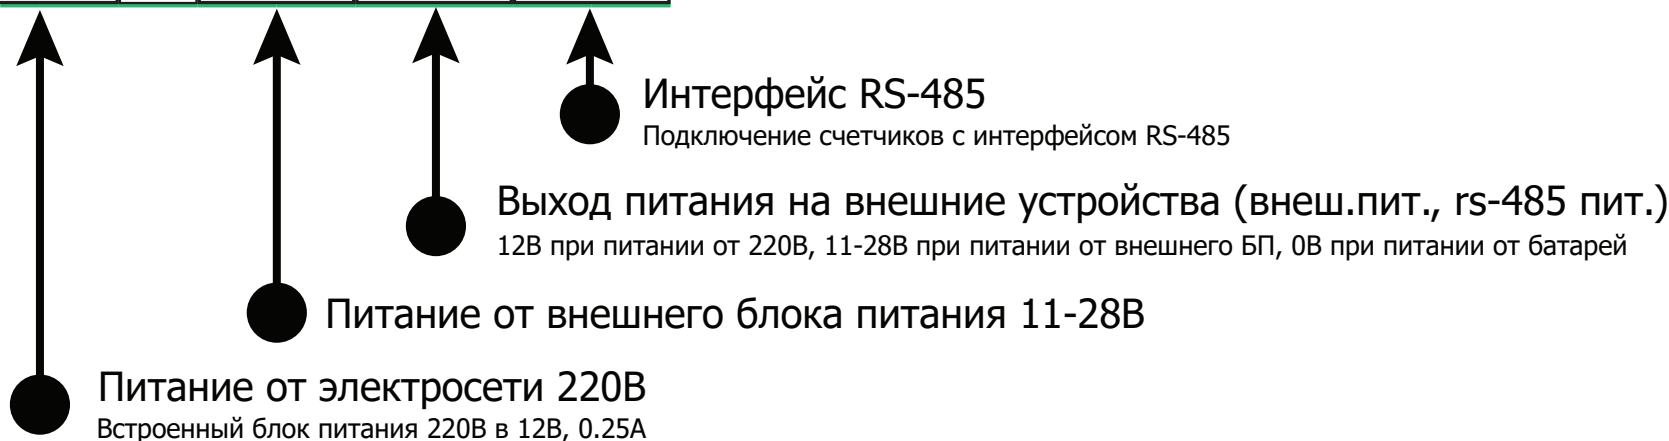 Интерфейс RS-485
Подключение счетчиков с интерфейсом RS-485
Выход питания на внешние устройства (внеш.пит., rs-485 пит.)
12В при питании от 220В, 11-28В при питании от внешнего БП, 0В при питании от батарей
Питание от внешнего блока питания 11-28В
Питание от электросети 220В
Встроенный блок питания 220В в 12В, 0.25А